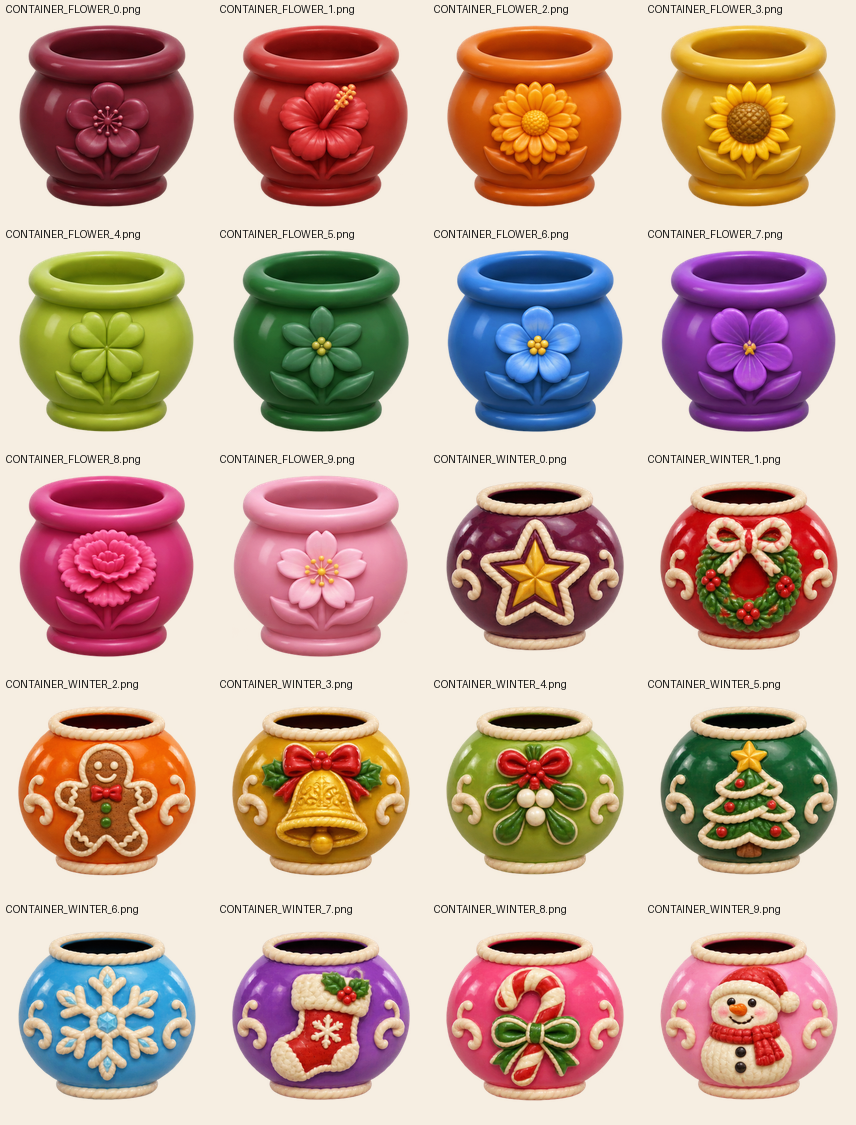 CONTAINER_FLOWER_0.png
CONTAINER_FLOWER_1.png
CONTAINER_FLOWER_2.png
CONTAINER_FLOWER_3.png
CONTAINER_FLOWER_4.png
CONTAINER_FLOWER_5.png
CONTAINER_FLOWER_6.png
CONTAINER_FLOWER_7.png
CONTAINER_FLOWER_8.png
CONTAINER_FLOWER_9.png
CONTAINER_WINTER_0.png
CONTAINER_WINTER_1.png
CONTAINER_WINTER_2.png
CONTAINER_WINTER_3.png
CONTAINER_WINTER_4.png
CONTAINER_WINTER_5.png
CONTAINER_WINTER_6.png
CONTAINER_WINTER_7.png
CONTAINER_WINTER_8.png
CONTAINER_WINTER_9.png